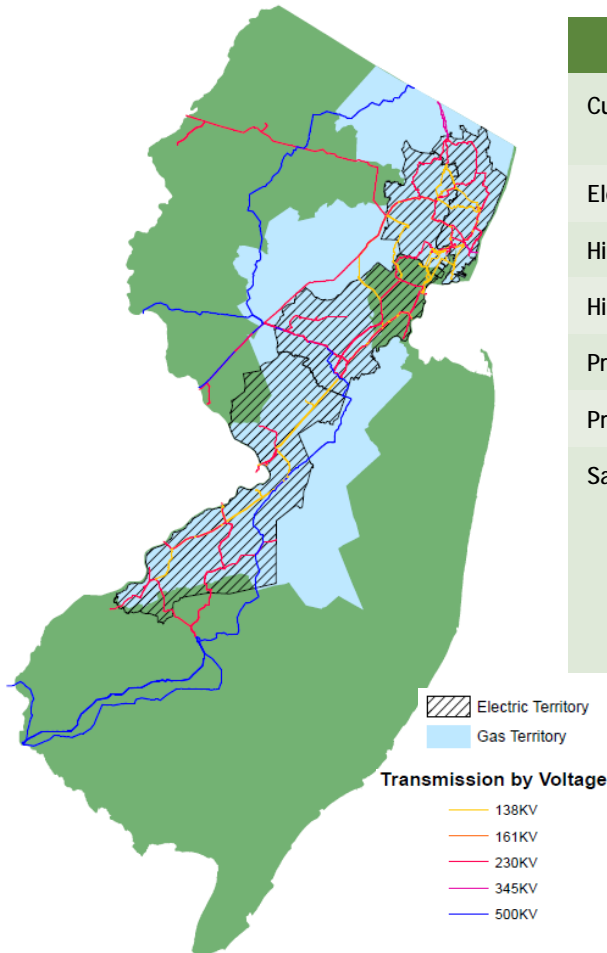 Electric Territory
Gas Territory
Transmission by Voltage
138KV
161KV
230KV
345KV
500KV